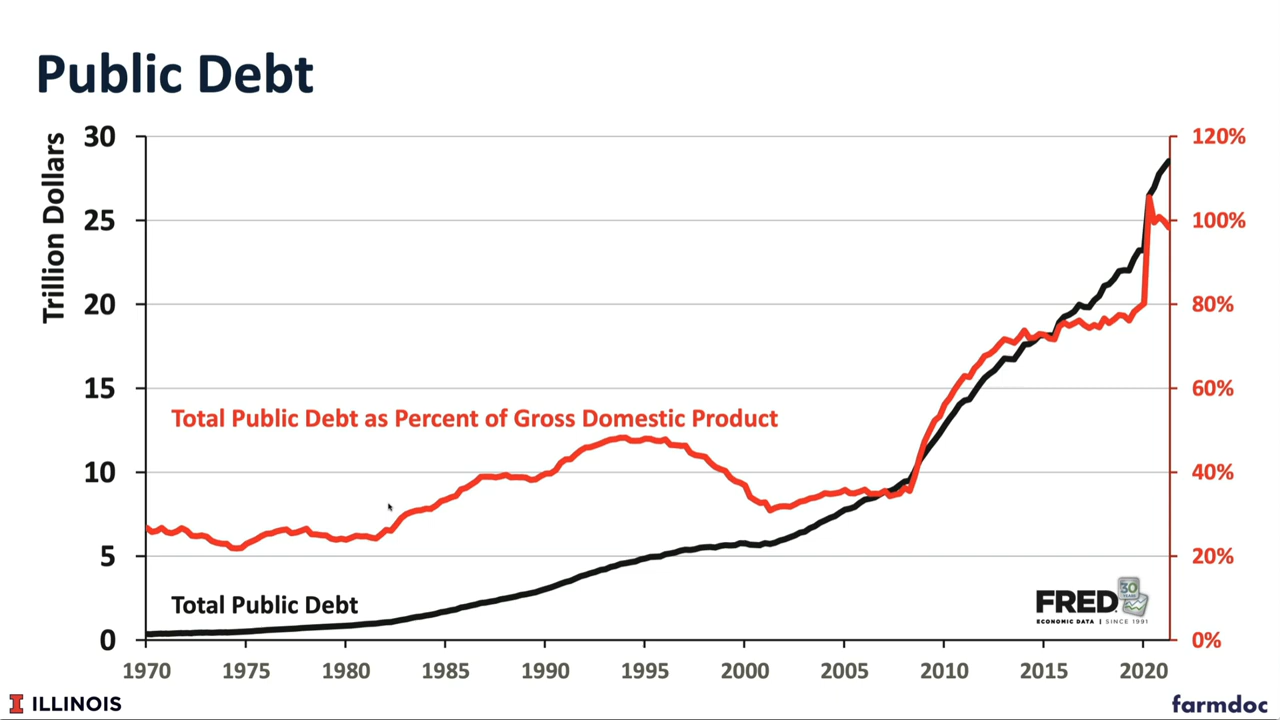 Public Debt
Trillion Dollars
30
25
20
15
10
5
0
120%
100%
80%
60%
40%
20%
0%
Total Public Debt as Percent of Gross Domestic Product
Total Public Debt
FRED
30
YEARS
ECONOMIC DATA | SINCE 1991
1970 1975 1980 1985 1990 1995 2000 2005 2010 2015 2020
I ILLINOIS
farmdoc